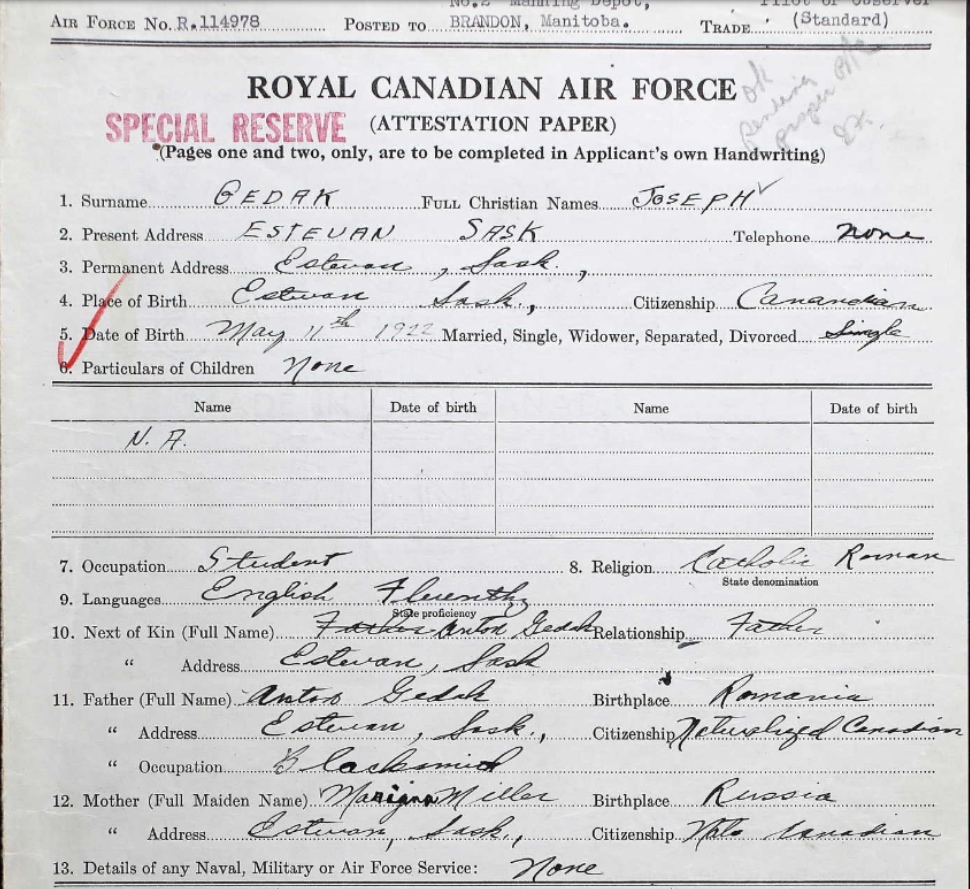 No.2 Manning Depot, Pilot or Observer
AIR FORCE No. R.114978 POSTED TO BRANDON, Manitoba. TRADE (Standard)
ROYAL CANADIAN AIR FORCE
SPECIAL RESERVE (ATTESTATION PAPER)
OK pending proper
(Pages one and two, only, are to be completed in Applicant's own Handwriting)
1. Surname GEDAK FULL Christian Names JOSEPH ✓
2. Present Address ESTEVAN SASK Telephone none
3. Permanent Address Estevan, Sask.,
4. Place of Birth Estevan Sask., Citizenship Canandian
5. Date of Birth May 11th 1922 Married, Single, Widower, Separated, Divorced Single
6. Particulars of Children None
Name Date of birth Name Date of birth
N. A.
7. Occupation Student 8. Religion Catholic Roman
State denomination
9. Languages English Fluently
State proficiency
10. Next of Kin (Full Name) Father Anton Gedak Relationship Father
" Address Estevan, Sask
11. Father (Full Name) Anton Gedak Birthplace Romania
" Address Estevan, Sask., Citizenship Naturalized Canadian
" Occupation Blacksmith
12. Mother (Full Maiden Name) Miller Birthplace Russia
" Address Estevan, Sask., Citizenship Canadian
13. Details of any Naval, Military or Air Force Service: None